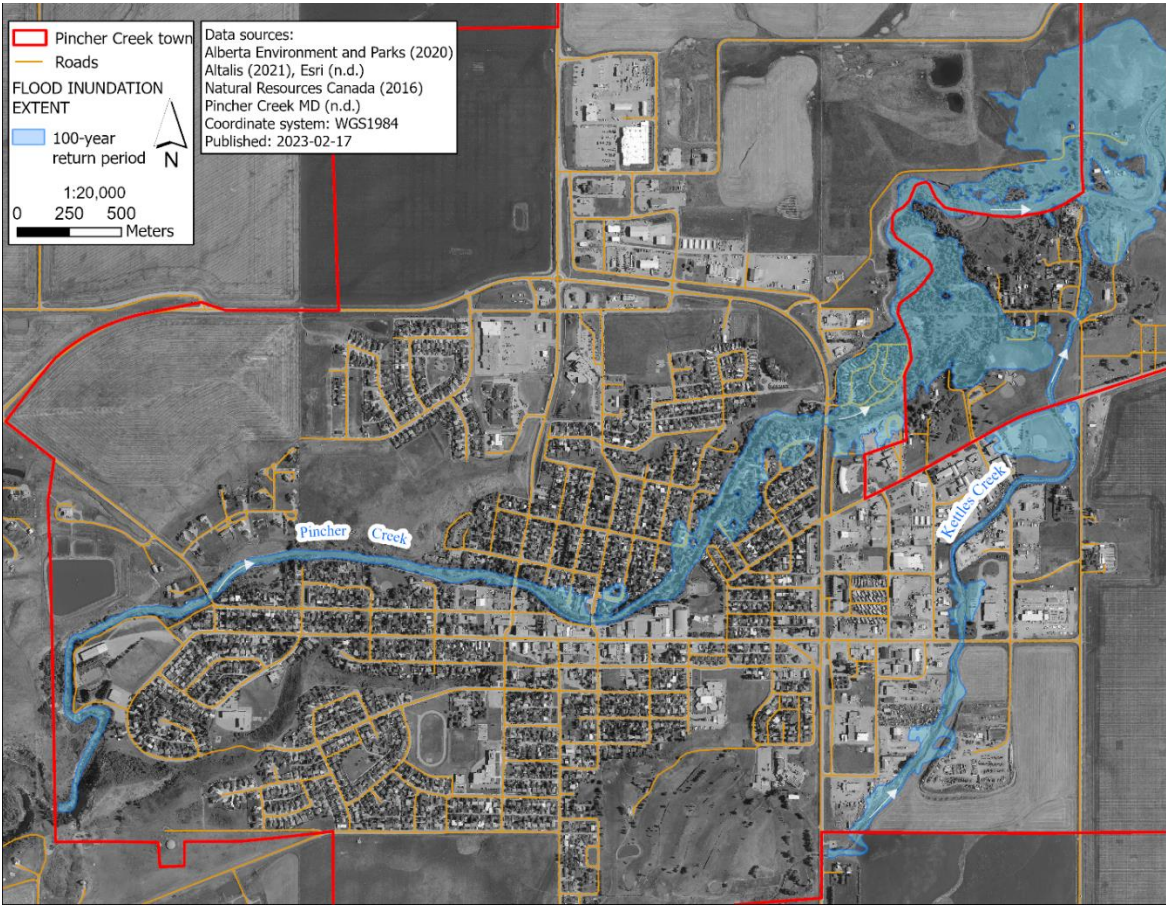 Pincher Creek town
Roads
FLOOD INUNDATION
EXTENT
100-year
return period
N
1:20,000
0 250 500
Meters
Data sources:
Alberta Environment and Parks (2020)
Altalis (2021), Esri (n.d.)
Natural Resources Canada (2016)
Pincher Creek MD (n.d.)
Coordinate system: WGS1984
Published: 2023-02-17
Pincher Creek
Kettles Creek